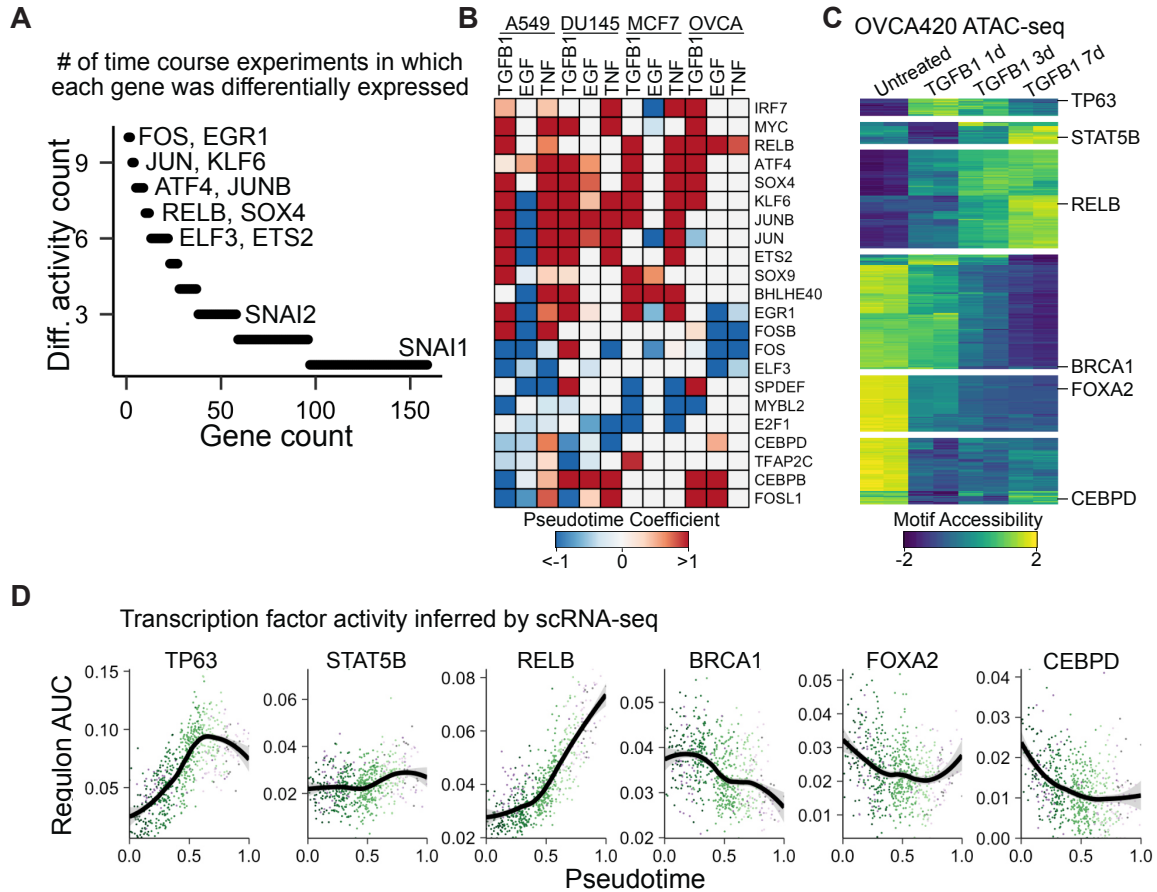 A
# of time course experiments in which
each gene was differentially expressed
Diff. activity count
9
6
3
FOS, EGR1
JUN, KLF6
ATF4, JUNB
RELB, SOX4
ELF3, ETS2
SNAI2
SNAI1
0 50 100 150
Gene count
B
A549 DU145 MCF7 OVCA
TGFB1 EGF TNF TGFB1 EGF TNF TGFB1 EGF TNF TGFB1 EGF TNF
IRF7
MYC
RELB
ATF4
SOX4
KLF6
JUNB
JUN
ETS2
SOX9
BHLHE40
EGR1
FOSB
FOS
ELF3
SPDEF
MYBL2
E2F1
CEBPD
TFAP2C
CEBPB
FOSL1
Pseudotime Coefficient
<-1 0 >1
C
OVCA420 ATAC-seq
Untreated TGFB1 1d TGFB1 3d TGFB1 7d
TP63
STAT5B
RELB
BRCA1
FOXA2
CEBPD
Motif Accessibility
-2 2
D
Transcription factor activity inferred by scRNA-seq
Regulon AUC
TP63
0.15
0.10
0.05
0.0 0.5 1.0
STAT5B
0.06
0.04
0.02
0.0 0.5 1.0
RELB
0.08
0.06
0.04
0.02
0.0 0.5 1.0
BRCA1
0.05
0.04
0.03
0.02
0.0 0.5 1.0
FOXA2
0.05
0.04
0.03
0.02
0.01
0.0 0.5 1.0
CEBPD
0.04
0.03
0.02
0.01
0.00
0.0 0.5 1.0
Pseudotime